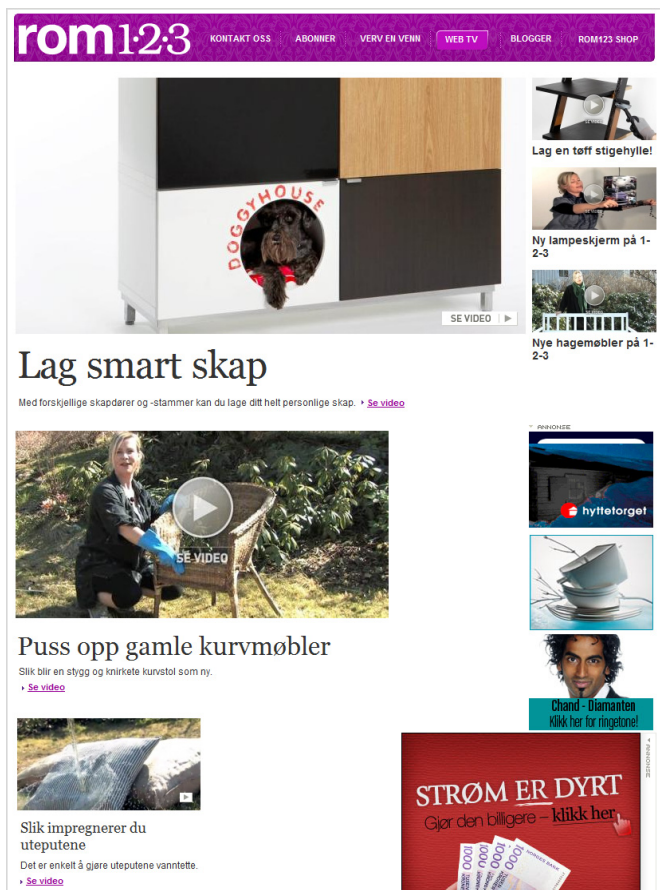 rom1·2·3
KONTAKT OSS
ABONNER
VERV EN VENN
WEB TV
BLOGGER
ROM123 SHOP
DOGGYHOUSE
SE VIDEO
Lag en tøff stigehylle!
Ny lampeskjerm på 1-
2-3
Nye hagemøbler på 1-
2-3
Lag smart skap
Med forskjellige skapdører og -stammer kan du lage ditt helt personlige skap. Se video
ANNONSE
hyttetorget
SE VIDEO
Puss opp gamle kurvmøbler
Slik blir en stygg og knirkete kurvstol som ny.
Se video
Chand - Diamanten
Klikk her for ringetone!
ANNONSE
STRØM ER DYRT
Gjør den billigere – klikk her
1000
1000
1000
NORGES BANK
Slik impregnerer du
uteputene
Det er enkelt å gjøre uteputene vanntette.
Se video